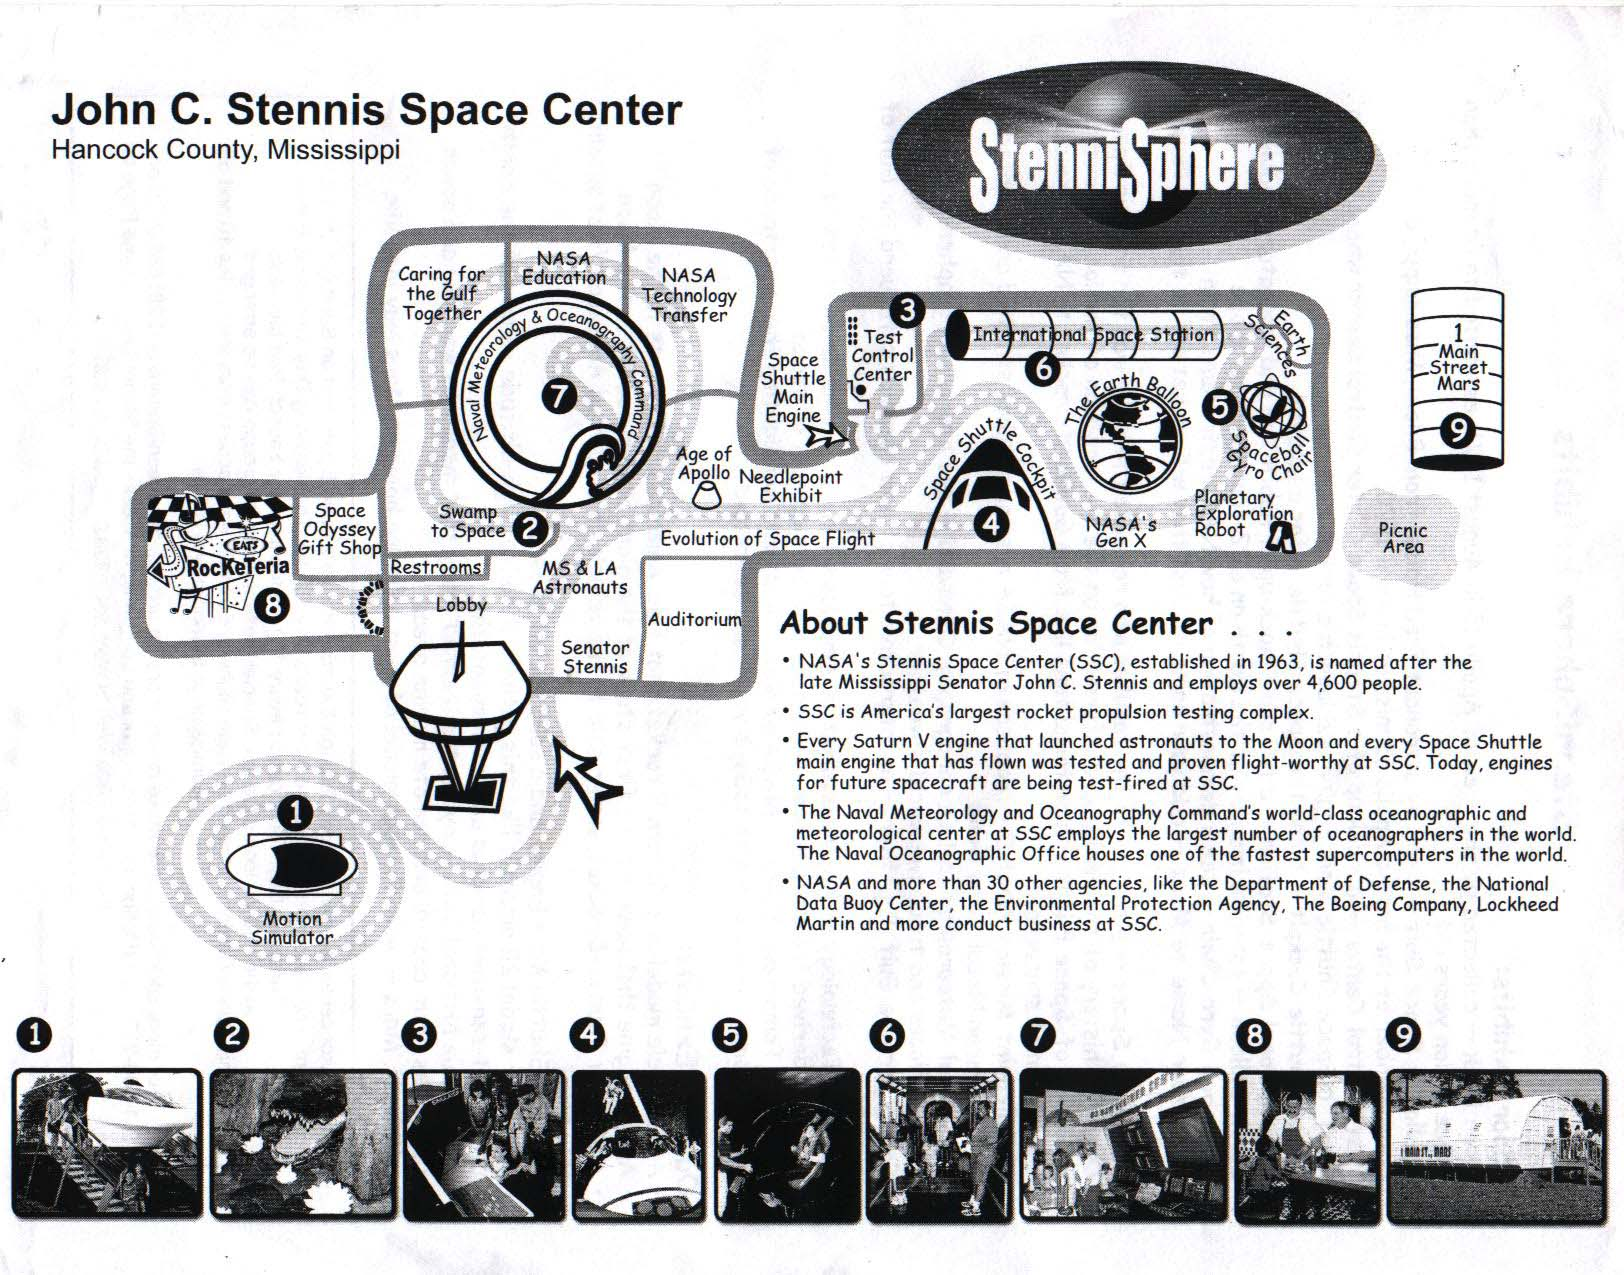 John C. Stennis Space Center
Hancock County, Mississippi
StenniSphere
Caring for
the Gulf
Together
NASA
Education
NASA
Technology
Transfer
Naval Meteorology & Oceanography Command
7
Space
Shuttle
Main
Engine
3
Test
Control
Center
International Space Station
6
Earth
Sciences
The Earth Balloon
5
Spaceball
Gyro Chair
1
Main
Street
Mars
9
Age of
Apollo
Needlepoint
Exhibit
Space Shuttle Cockpit
4
NASA's
Gen X
Planetary
Exploration
Robot
Picnic
Area
Swamp
to Space
2
Evolution of Space Flight
EATS
RocKeTeria
8
Space
Odyssey
Gift Shop
Restrooms
MS & LA
Astronauts
Lobby
Auditorium
Senator
Stennis
1
Motion
Simulator
About Stennis Space Center . . .
• NASA's Stennis Space Center (SSC), established in 1963, is named after the
late Mississippi Senator John C. Stennis and employs over 4,600 people.
• SSC is America's largest rocket propulsion testing complex.
• Every Saturn V engine that launched astronauts to the Moon and every Space Shuttle
main engine that has flown was tested and proven flight-worthy at SSC. Today, engines
for future spacecraft are being test-fired at SSC.
• The Naval Meteorology and Oceanography Command's world-class oceanographic and
meteorological center at SSC employs the largest number of oceanographers in the world.
The Naval Oceanographic Office houses one of the fastest supercomputers in the world.
• NASA and more than 30 other agencies, like the Department of Defense, the National
Data Buoy Center, the Environmental Protection Agency, The Boeing Company, Lockheed
Martin and more conduct business at SSC.
1
2
3
4
5
6
7
8
9
1 MAIN ST., MARS